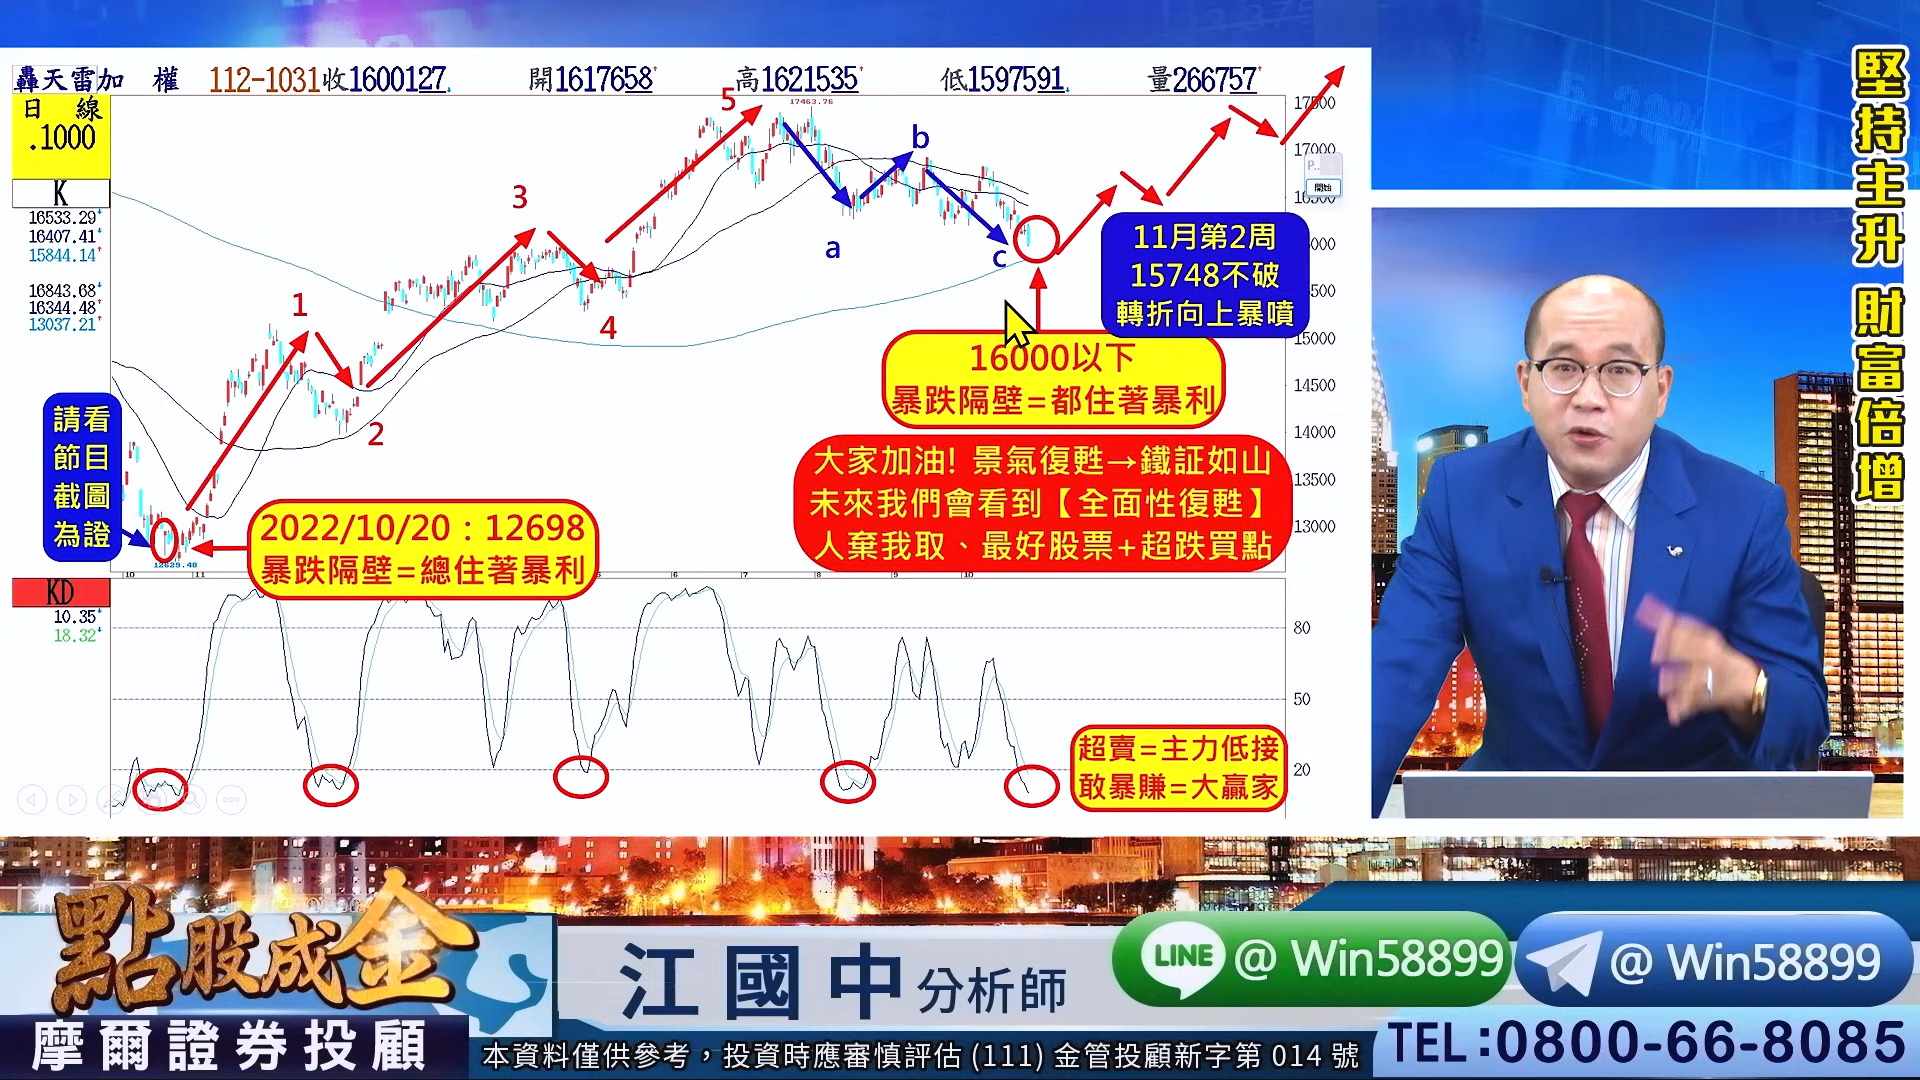 轟天雷加 權 112-1031收1600127 開1617658 高1621535 低1597591 量266757
日 線
.1000
K
16533.29
16407.41
15844.14
16843.68
16344.48
13037.21
17463.76
17500
17000
16500
15000
14500
14000
13500
13000
開始
1
2
3
4
5
a
b
c
11月第2周
15748不破
轉折向上暴噴
16000以下
暴跌隔壁=都住著暴利
大家加油! 景氣復甦→鐵証如山
未來我們會看到【全面性復甦】
人棄我取、最好股票+超跌買點
請看
節目
截圖
為證
2022/10/20：12698
暴跌隔壁=總住著暴利
12629.48
10
11
6
7
8
9
10
KD
10.35
18.32
80
50
20
超賣=主力低接
敢暴賺=大贏家
堅持主升 財富倍增
點股成金
摩爾證券投顧
江國中 分析師
LINE @ Win58899
@ Win58899
TEL:0800-66-8085
本資料僅供參考，投資時應審慎評估 (111) 金管投顧新字第 014 號